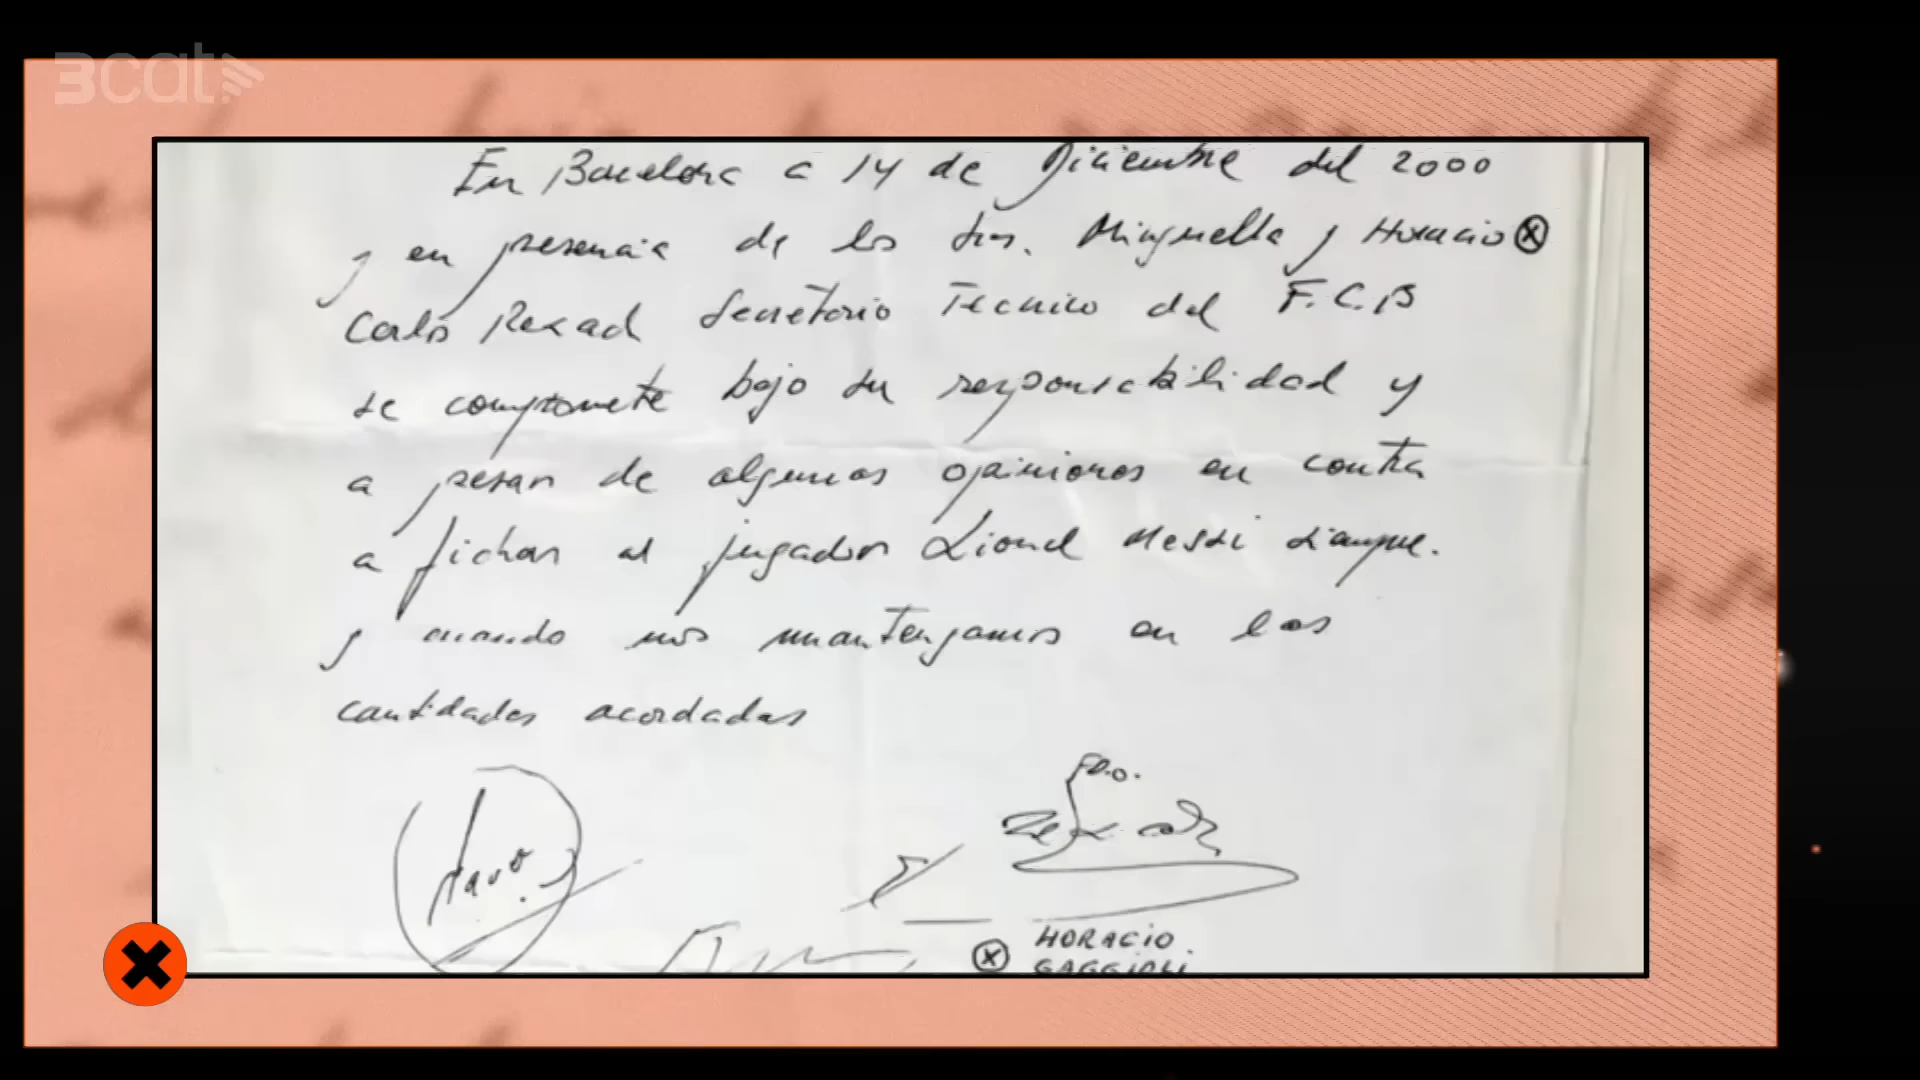 3cat
En Barcelona a 14 de Diciembre del 2000
y en presencia de los Srs. Minguella y Horacio ⓧ
Carlos Rexach Secretario Tecnico del F.C.B
se compromete bajo su responsabilidad y
a pesar de algunas opiniones en contra
a fichar al jugador Lionel Messi siempre.
y cuando nos mantengamos en las
cantidades acordadas
FDO.
ⓧ HORACIO
GAGGIOLI